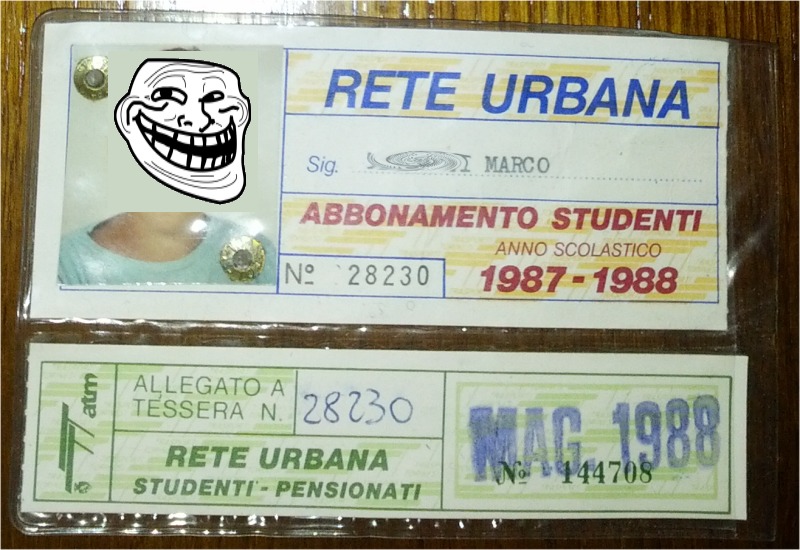 RETE URBANA
Sig. I MARCO
ABBONAMENTO STUDENTI
ANNO SCOLASTICO
Nº 28230
1987-1988
atm
ALLEGATO A
TESSERA N. 28230
RETE URBANA
STUDENTI - PENSIONATI
MAG. 1988
Nº 144708